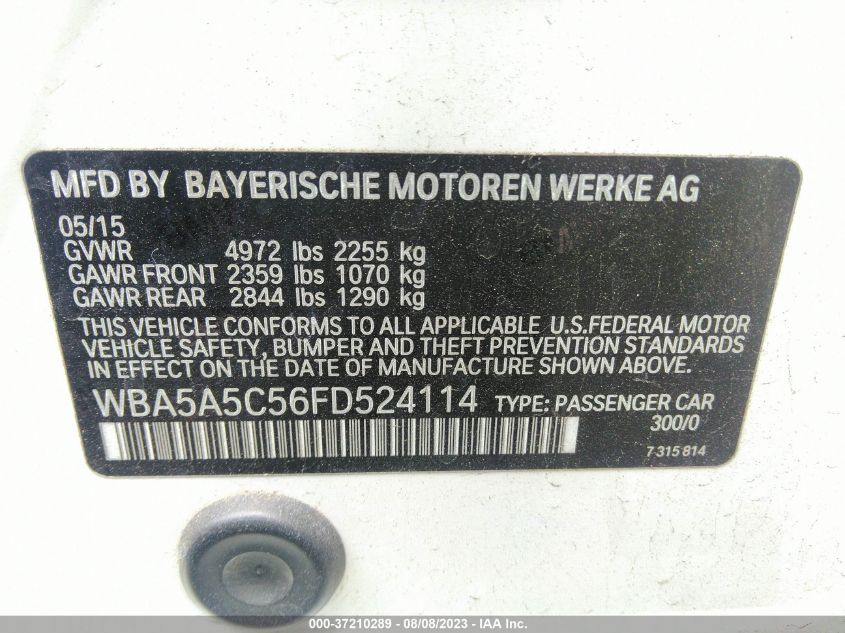 MFD BY BAYERISCHE MOTOREN WERKE AG
05/15
GVWR 4972 lbs 2255 kg
GAWR FRONT 2359 lbs 1070 kg
GAWR REAR 2844 lbs 1290 kg
THIS VEHICLE CONFORMS TO ALL APPLICABLE U.S.FEDERAL MOTOR
VEHICLE SAFETY, BUMPER AND THEFT PREVENTION STANDARDS
IN EFFECT ON THE DATE OF MANUFACTURE SHOWN ABOVE.
WBA5A5C56FD524114 TYPE: PASSENGER CAR
300/0
7 315 814
000-37210289 - 08/08/2023 - IAA Inc.